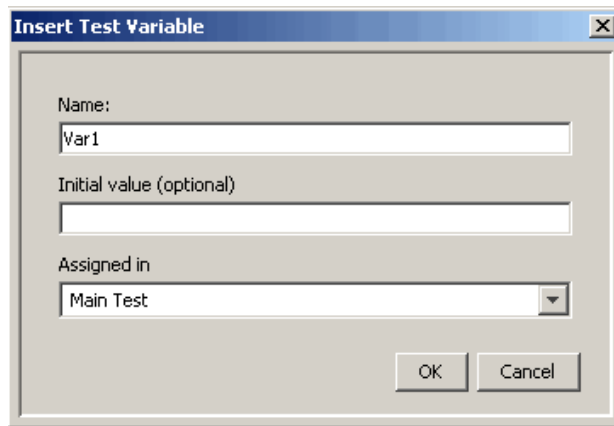 Insert Test Variable
Name:
Var1
Initial value (optional)
Assigned in
Main Test
OK Cancel